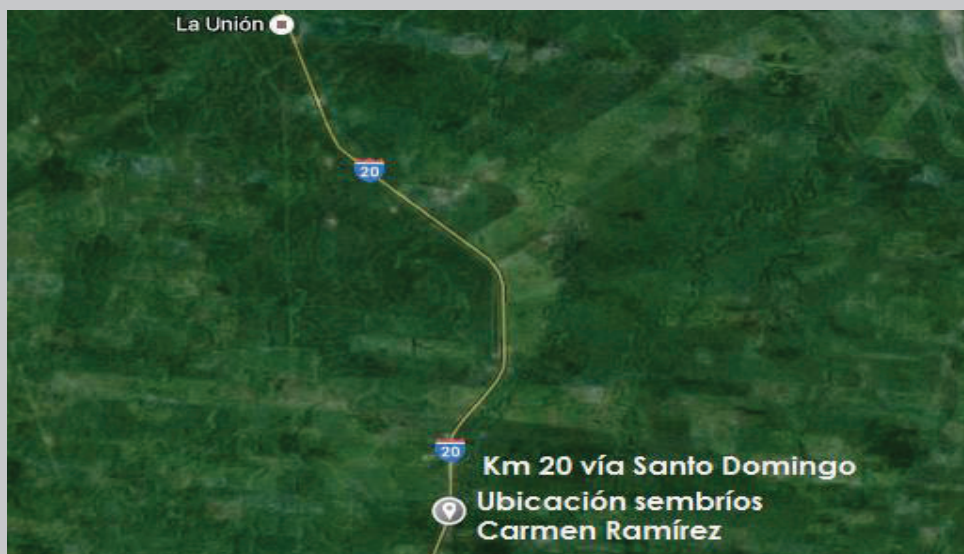 La Unión
20
20
Km 20 vía Santo Domingo
Ubicación sembríos
Carmen Ramírez